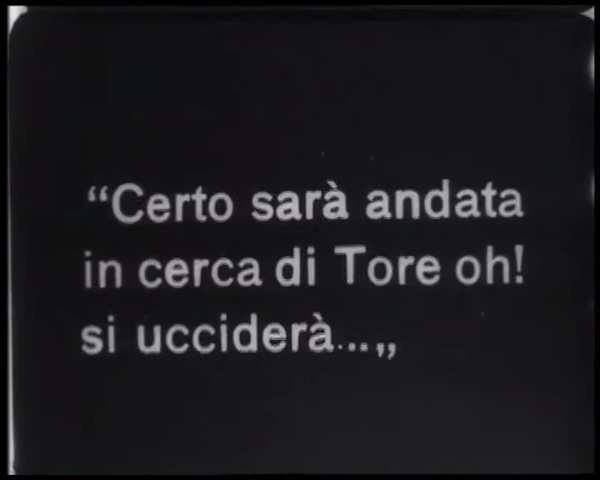 “Certo sarà andata
in cerca di Tore oh!
si ucciderà...„